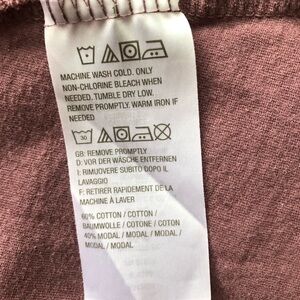 MACHINE WASH COLD. ONLY
NON-CHLORINE BLEACH WHEN
NEEDED. TUMBLE DRY LOW.
REMOVE PROMPTLY. WARM IRON IF
NEEDED
30
GB: REMOVE PROMPTLY
D: VOR DER WÄSCHE ENTFERNEN
I: RIMUOVERE SUBITO DOPO IL
LAVAGGIO
F: RETIRER RAPIDEMENT DE LA
MACHINE À LAVER
60% COTTON / COTTON /
BAUMWOLLE / COTONE / COTON
40% MODAL / MODAL / MODAL /
MODAL / MODAL